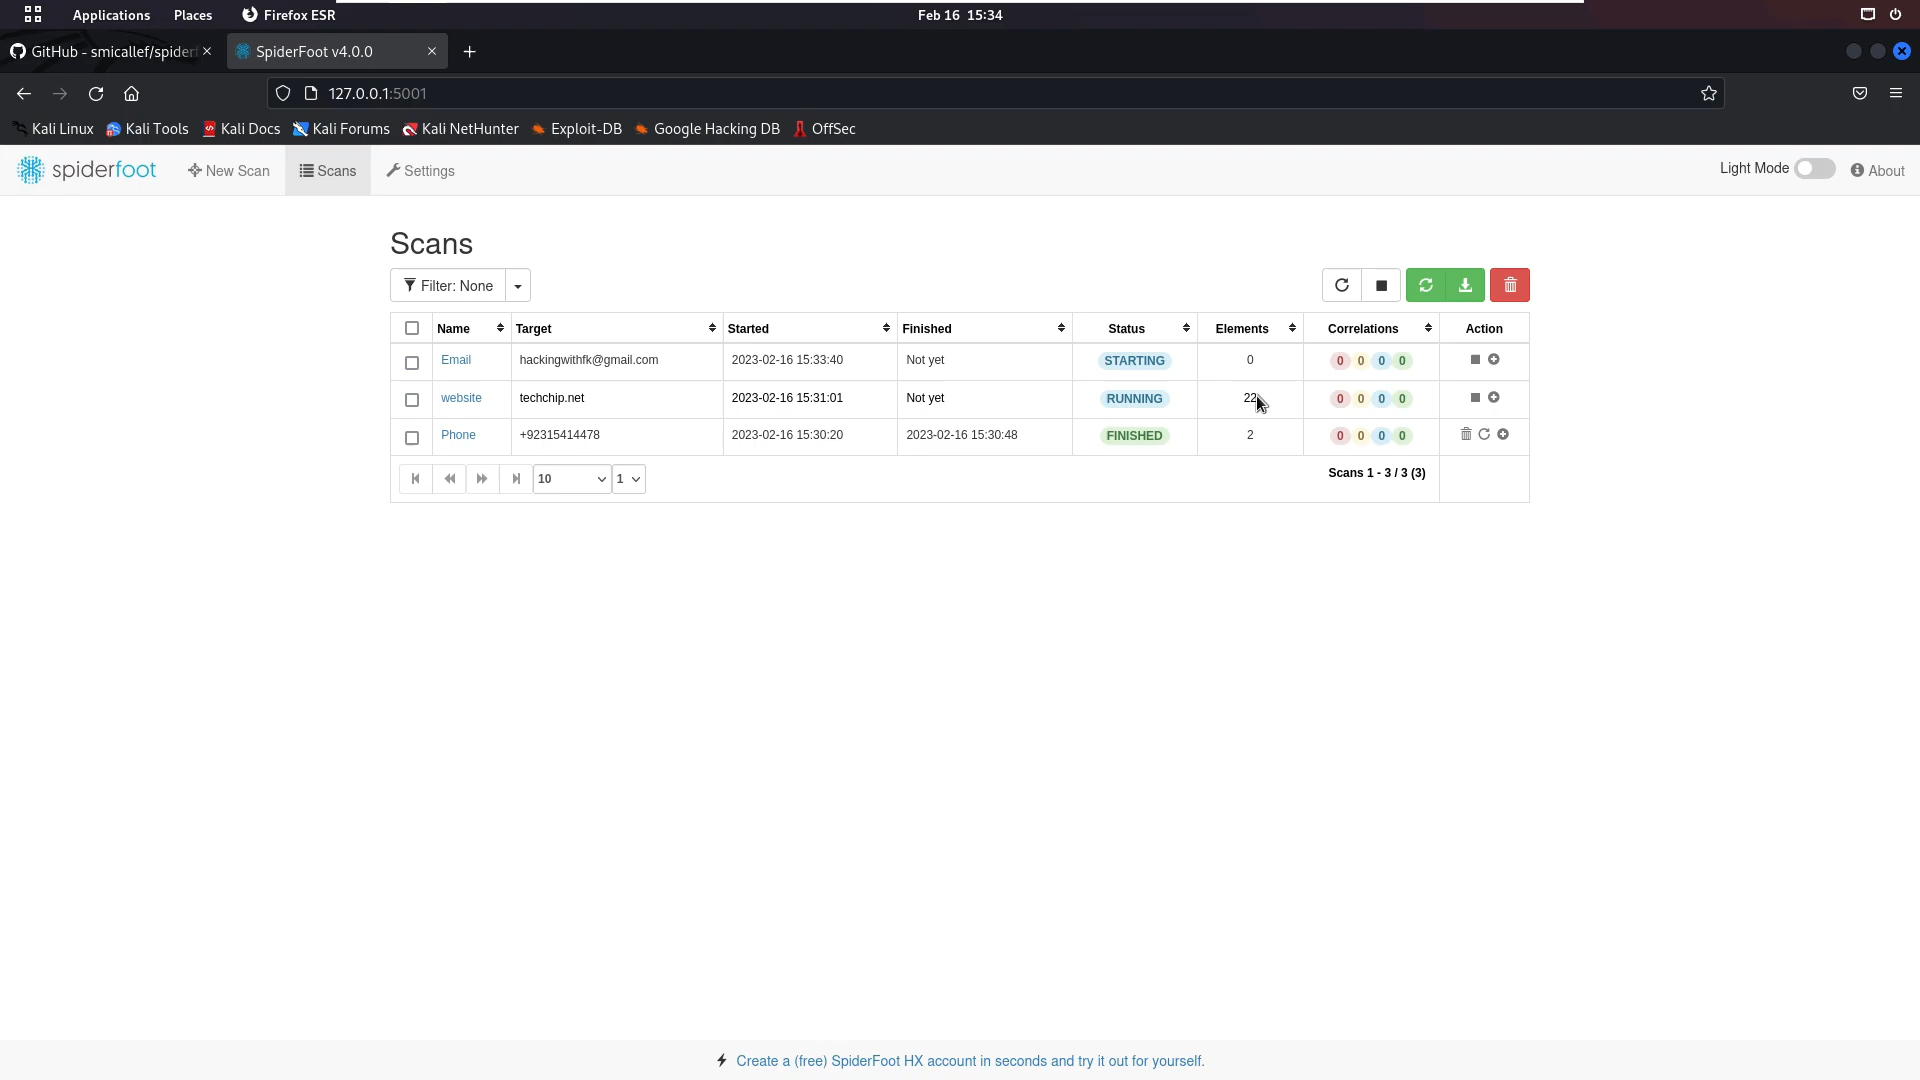 Applications Places Firefox ESR Feb 16 15:34
GitHub - smicallef/spider SpiderFoot v4.0.0
127.0.0.1:5001
Kali Linux Kali Tools Kali Docs Kali Forums Kali NetHunter Exploit-DB Google Hacking DB OffSec
spiderfoot New Scan Scans Settings Light Mode About
Scans
Filter: None
Name Target Started Finished Status Elements Correlations Action
Email hackingwithfk@gmail.com 2023-02-16 15:33:40 Not yet STARTING 0 0 0 0 0
website techchip.net 2023-02-16 15:31:01 Not yet RUNNING 22 0 0 0 0
Phone +92315414478 2023-02-16 15:30:20 2023-02-16 15:30:48 FINISHED 2 0 0 0 0
10 1 Scans 1 - 3 / 3 (3)
Create a (free) SpiderFoot HX account in seconds and try it out for yourself.